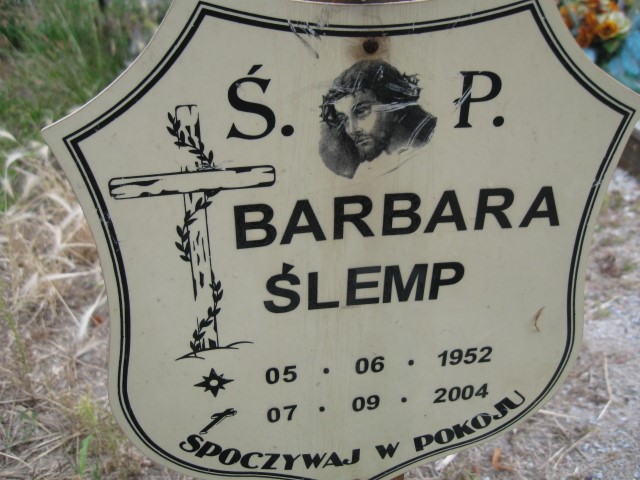 Ś. P.
BARBARA
ŚLEMP
05 · 06 · 1952
07 · 09 · 2004
SPOCZYWAJ W POKOJU